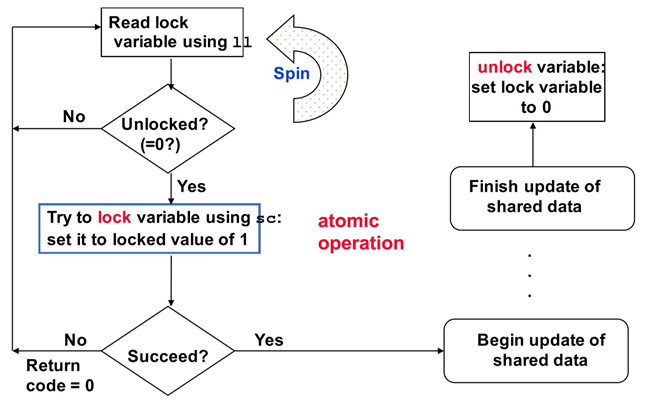 Read lock
variable using ll
Spin
No
Unlocked?
(=0?)
Yes
Try to lock variable using sc:
set it to locked value of 1
atomic
operation
No
Succeed?
Yes
Return
code = 0
Begin update of
shared data
.
.
.
Finish update of
shared data
unlock variable:
set lock variable
to 0